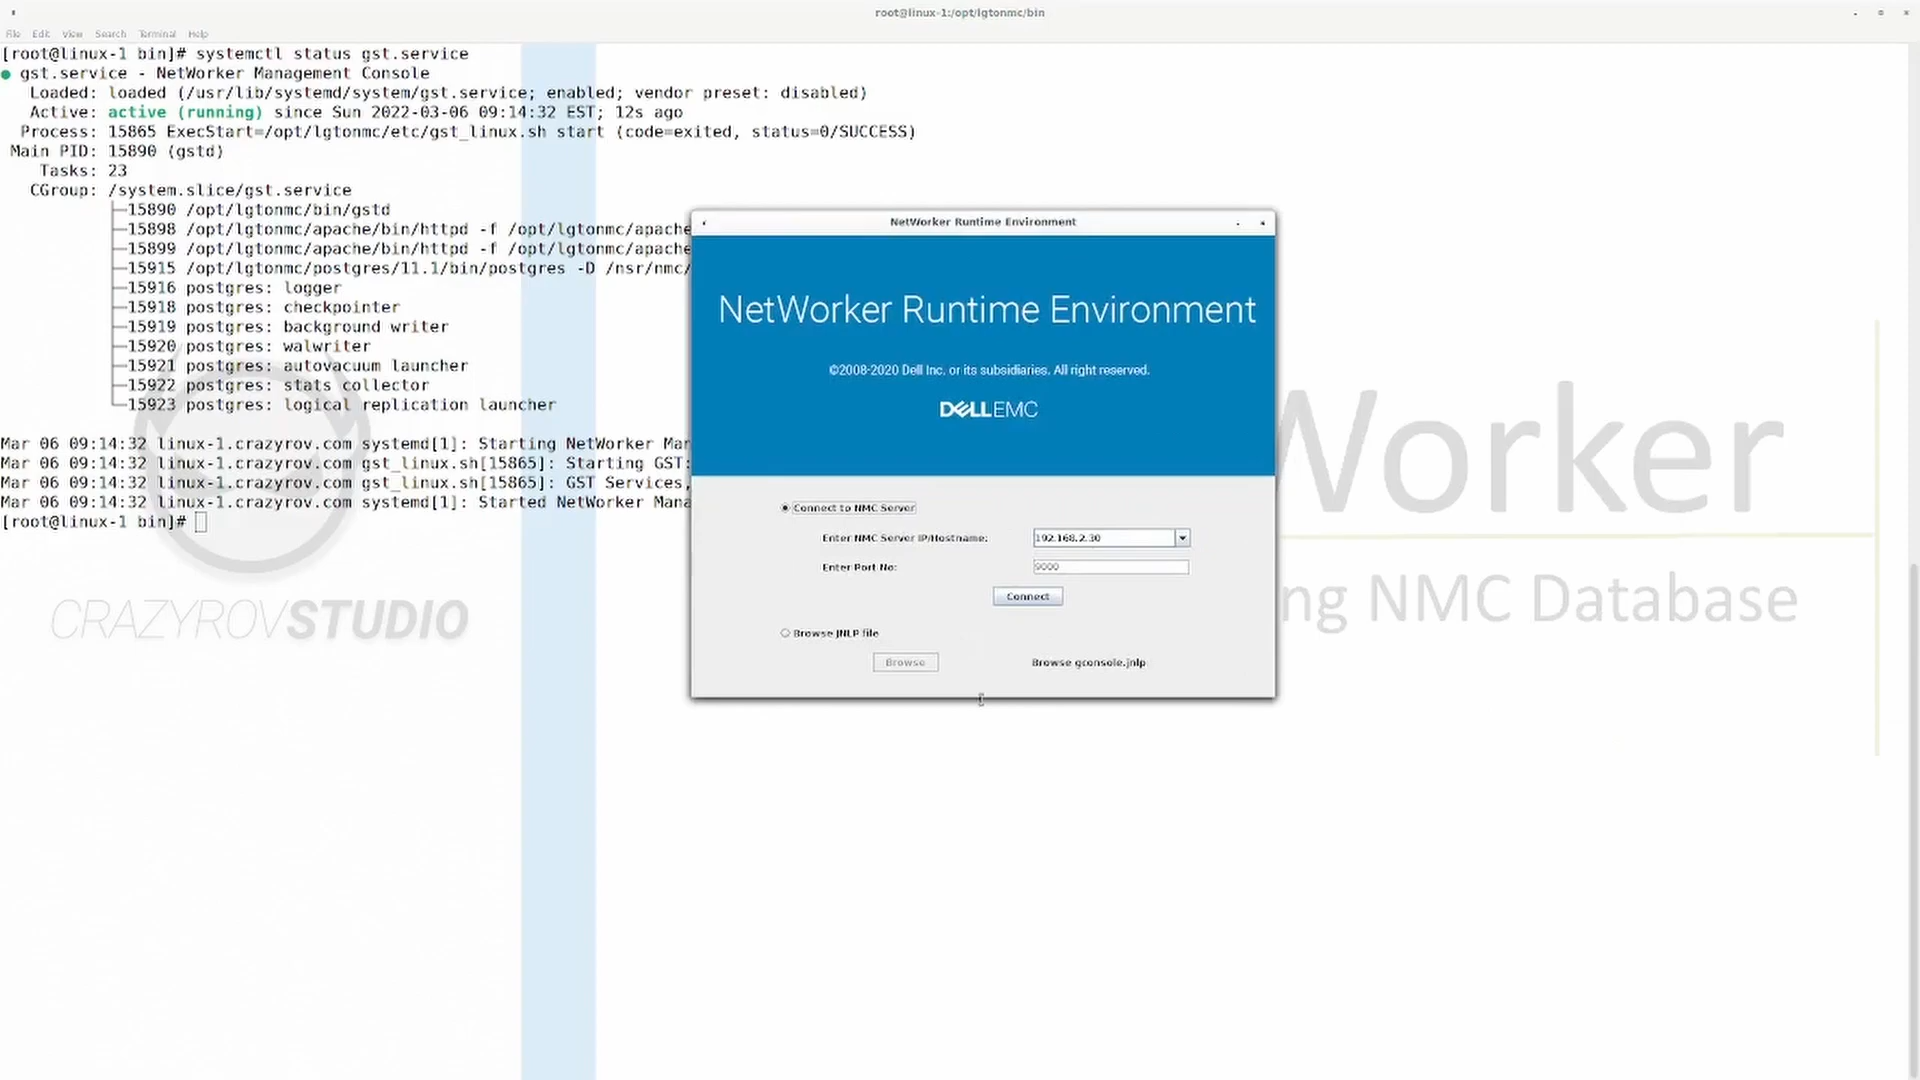 root@linux-1:/opt/lgtonmc/bin
File Edit View Search Terminal Help
[root@linux-1 bin]# systemctl status gst.service
● gst.service - NetWorker Management Console
Loaded: loaded (/usr/lib/systemd/system/gst.service; enabled; vendor preset: disabled)
Active: active (running) since Sun 2022-03-06 09:14:32 EST; 12s ago
Process: 15865 ExecStart=/opt/lgtonmc/etc/gst_linux.sh start (code=exited, status=0/SUCCESS)
Main PID: 15890 (gstd)
Tasks: 23
CGroup: /system.slice/gst.service
├─15890 /opt/lgtonmc/bin/gstd
├─15898 /opt/lgtonmc/apache/bin/httpd -f /opt/lgtonmc/apache
├─15899 /opt/lgtonmc/apache/bin/httpd -f /opt/lgtonmc/apache
├─15915 /opt/lgtonmc/postgres/11.1/bin/postgres -D /nsr/nmc/
├─15916 postgres: logger
├─15918 postgres: checkpointer
├─15919 postgres: background writer
├─15920 postgres: walwriter
├─15921 postgres: autovacuum launcher
├─15922 postgres: stats collector
└─15923 postgres: logical replication launcher
Mar 06 09:14:32 linux-1.crazyrov.com systemd[1]: Starting NetWorker Man
Mar 06 09:14:32 linux-1.crazyrov.com gst_linux.sh[15865]: Starting GST:
Mar 06 09:14:32 linux-1.crazyrov.com gst_linux.sh[15865]: GST Services,
Mar 06 09:14:32 linux-1.crazyrov.com systemd[1]: Started NetWorker Mana
[root@linux-1 bin]#
CRAZYROVSTUDIO
NetWorker Runtime Environment
NetWorker Runtime Environment
©2008-2020 Dell Inc. or its subsidiaries. All right reserved.
DELLEMC
Connect to NMC Server
Enter NMC Server IP/Hostname: 192.168.2.30
Enter Port No: 9000
Connect
Browse JNLP file
Browse Browse gconsole.jnlp
Worker
ng NMC Database